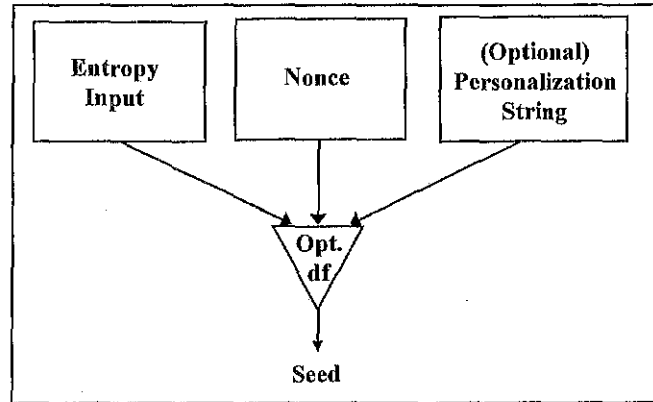 Entropy
Input
Nonce
(Optional)
Personalization
String
Opt.
df
Seed